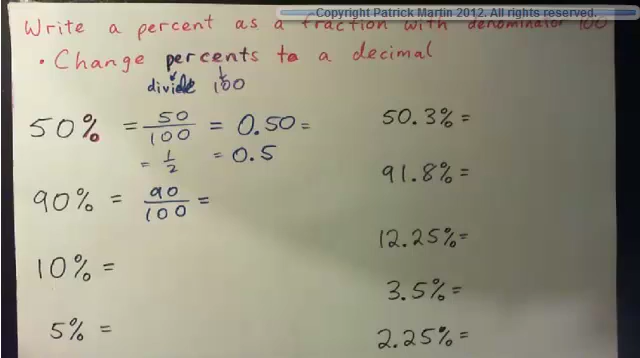 Copyright Patrick Martin 2012. All rights reserved.
Write a percent as a fraction with denominator 100
• Change percents to a decimal
divide 100
50% = 50/100 = 0.50 =
= 1/2 = 0.5
90% = 90/100 =
10% =
5% =
50.3% =
91.8% =
12.25% =
3.5% =
2.25% =